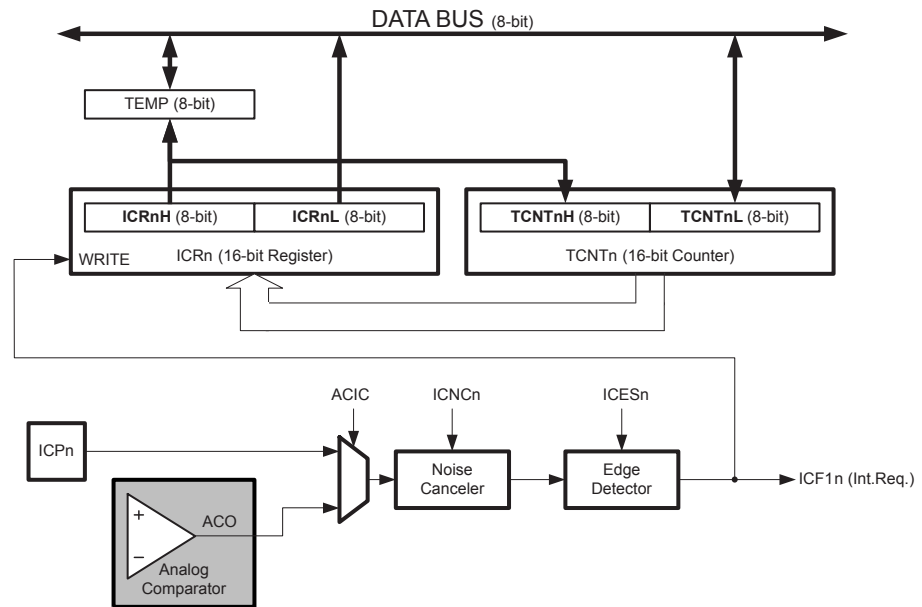 DATA BUS (8-bit)
TEMP (8-bit)
ICRnH (8-bit)
ICRnL (8-bit)
TCNTnH (8-bit)
TCNTnL (8-bit)
WRITE
ICRn (16-bit Register)
TCNTn (16-bit Counter)
ACIC
ICNCn
ICESn
ICPn
Noise
Canceler
Edge
Detector
ICF1n (Int.Req.)
+
ACO
−
Analog
Comparator